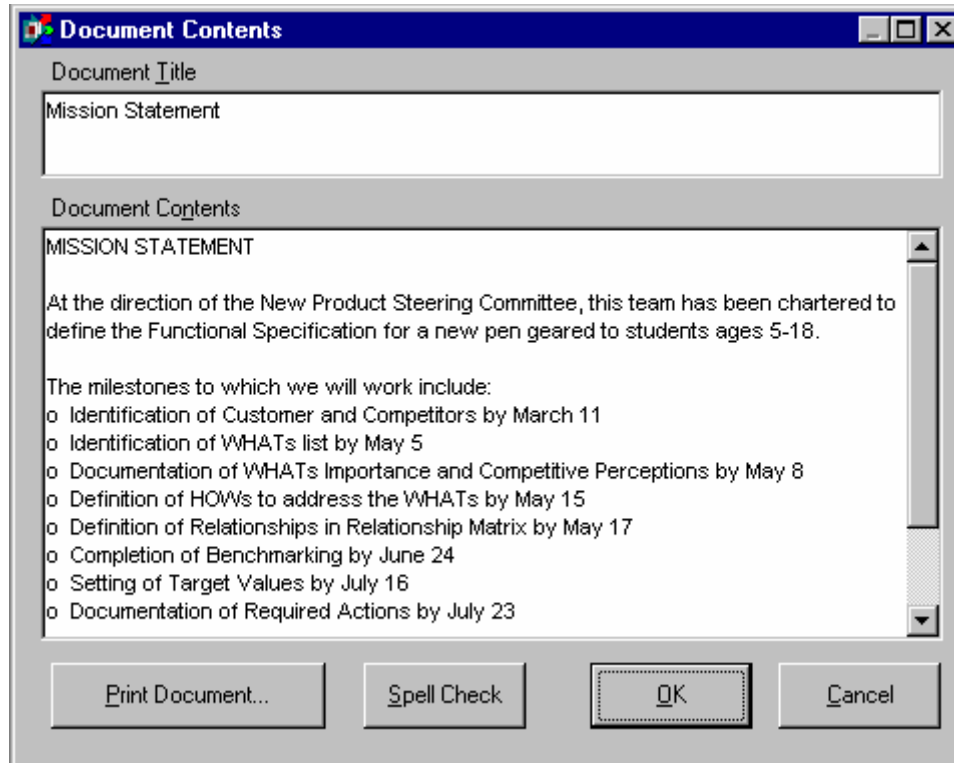 Document Contents
Document Title
Mission Statement
Document Contents
MISSION STATEMENT
At the direction of the New Product Steering Committee, this team has been chartered to
define the Functional Specification for a new pen geared to students ages 5-18.
The milestones to which we will work include:
o Identification of Customer and Competitors by March 11
o Identification of WHATs list by May 5
o Documentation of WHATs Importance and Competitive Perceptions by May 8
o Definition of HOWs to address the WHATs by May 15
o Definition of Relationships in Relationship Matrix by May 17
o Completion of Benchmarking by June 24
o Setting of Target Values by July 16
o Documentation of Required Actions by July 23
Print Document... Spell Check OK Cancel